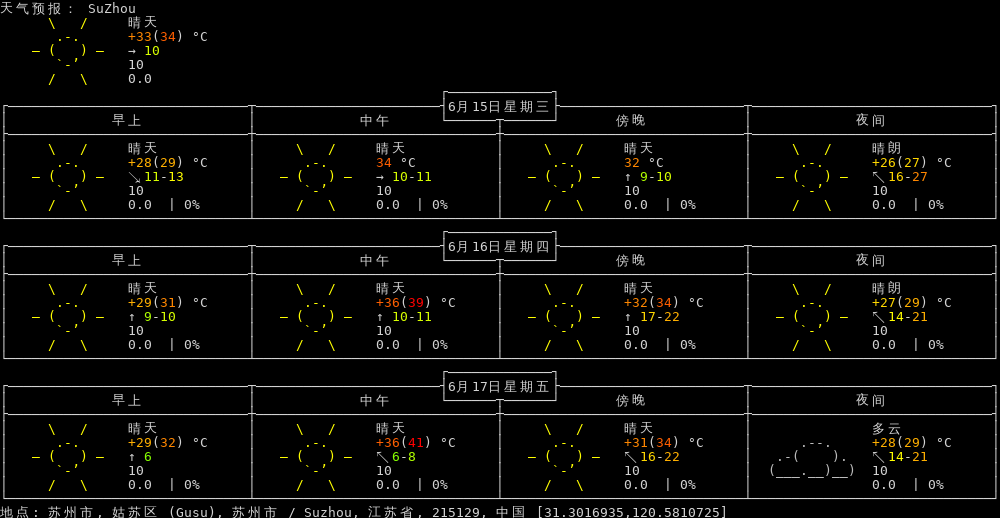 天气预报: SuZhou
晴天
+33(34) °C
→ 10
10
0.0
6月15日星期三
早上 中午 傍晚 夜间
晴天 晴天 晴天 晴朗
+28(29) °C 34 °C 32 °C +26(27) °C
↘ 11-13 → 10-11 ↑ 9-10 ↖ 16-27
10 10 10 10
0.0 | 0% 0.0 | 0% 0.0 | 0% 0.0 | 0%
6月16日星期四
早上 中午 傍晚 夜间
晴天 晴天 晴天 晴朗
+29(31) °C +36(39) °C +32(34) °C +27(29) °C
↑ 9-10 ↑ 10-11 ↑ 17-22 ↖ 14-21
10 10 10 10
0.0 | 0% 0.0 | 0% 0.0 | 0% 0.0 | 0%
6月17日星期五
早上 中午 傍晚 夜间
晴天 晴天 晴天 多云
+29(32) °C +36(41) °C +31(34) °C +28(29) °C
↑ 6 ↖ 6-8 ↖ 16-22 ↖ 14-21
10 10 10 10
0.0 | 0% 0.0 | 0% 0.0 | 0% 0.0 | 0%
地点: 苏州市, 姑苏区 (Gusu), 苏州市 / Suzhou, 江苏省, 215129, 中国 [31.3016935,120.5810725]